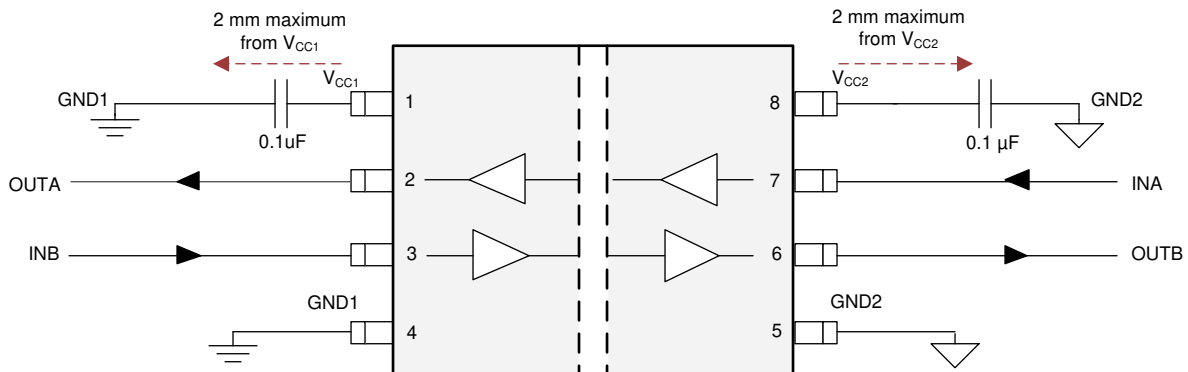 2 mm maximum
from VCC1
2 mm maximum
from VCC2
VCC1
VCC2
GND1
1
8
GND2
0.1uF
0.1 µF
OUTA
2
7
INA
INB
3
6
OUTB
GND1
GND2
4
5